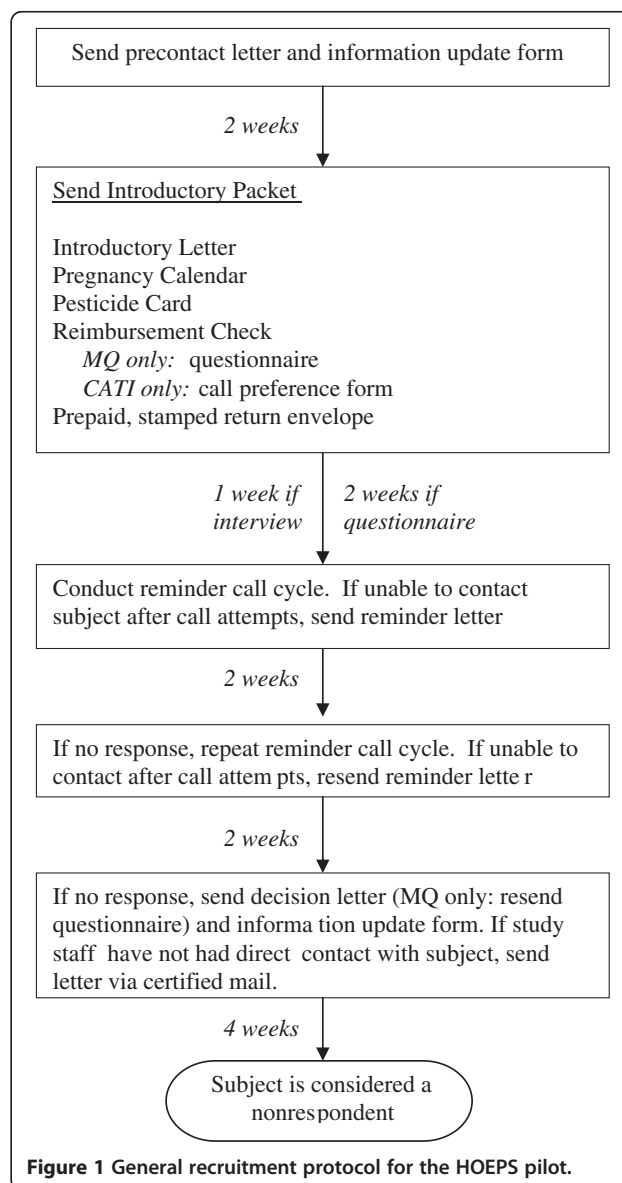 Send precontact letter and information update form
2 weeks
Send Introductory Packet
Introductory Letter
Pregnancy Calendar
Pesticide Card
Reimbursement Check
MQ only: questionnaire
CATI only: call preference form
Prepaid, stamped return envelope
1 week if
interview
2 weeks if
questionnaire
Conduct reminder call cycle. If unable to contact
subject after call attempts, send reminder letter
2 weeks
If no response, repeat reminder call cycle. If unable to
contact after call attem pts, resend reminder lette r
2 weeks
If no response, send decision letter (MQ only: resend
questionnaire) and informa tion update form. If study
staff have not had direct contact with subject, send
letter via certified mail.
4 weeks
Subject is considered a
nonrespondent
Figure 1 General recruitment protocol for the HOEPS pilot.